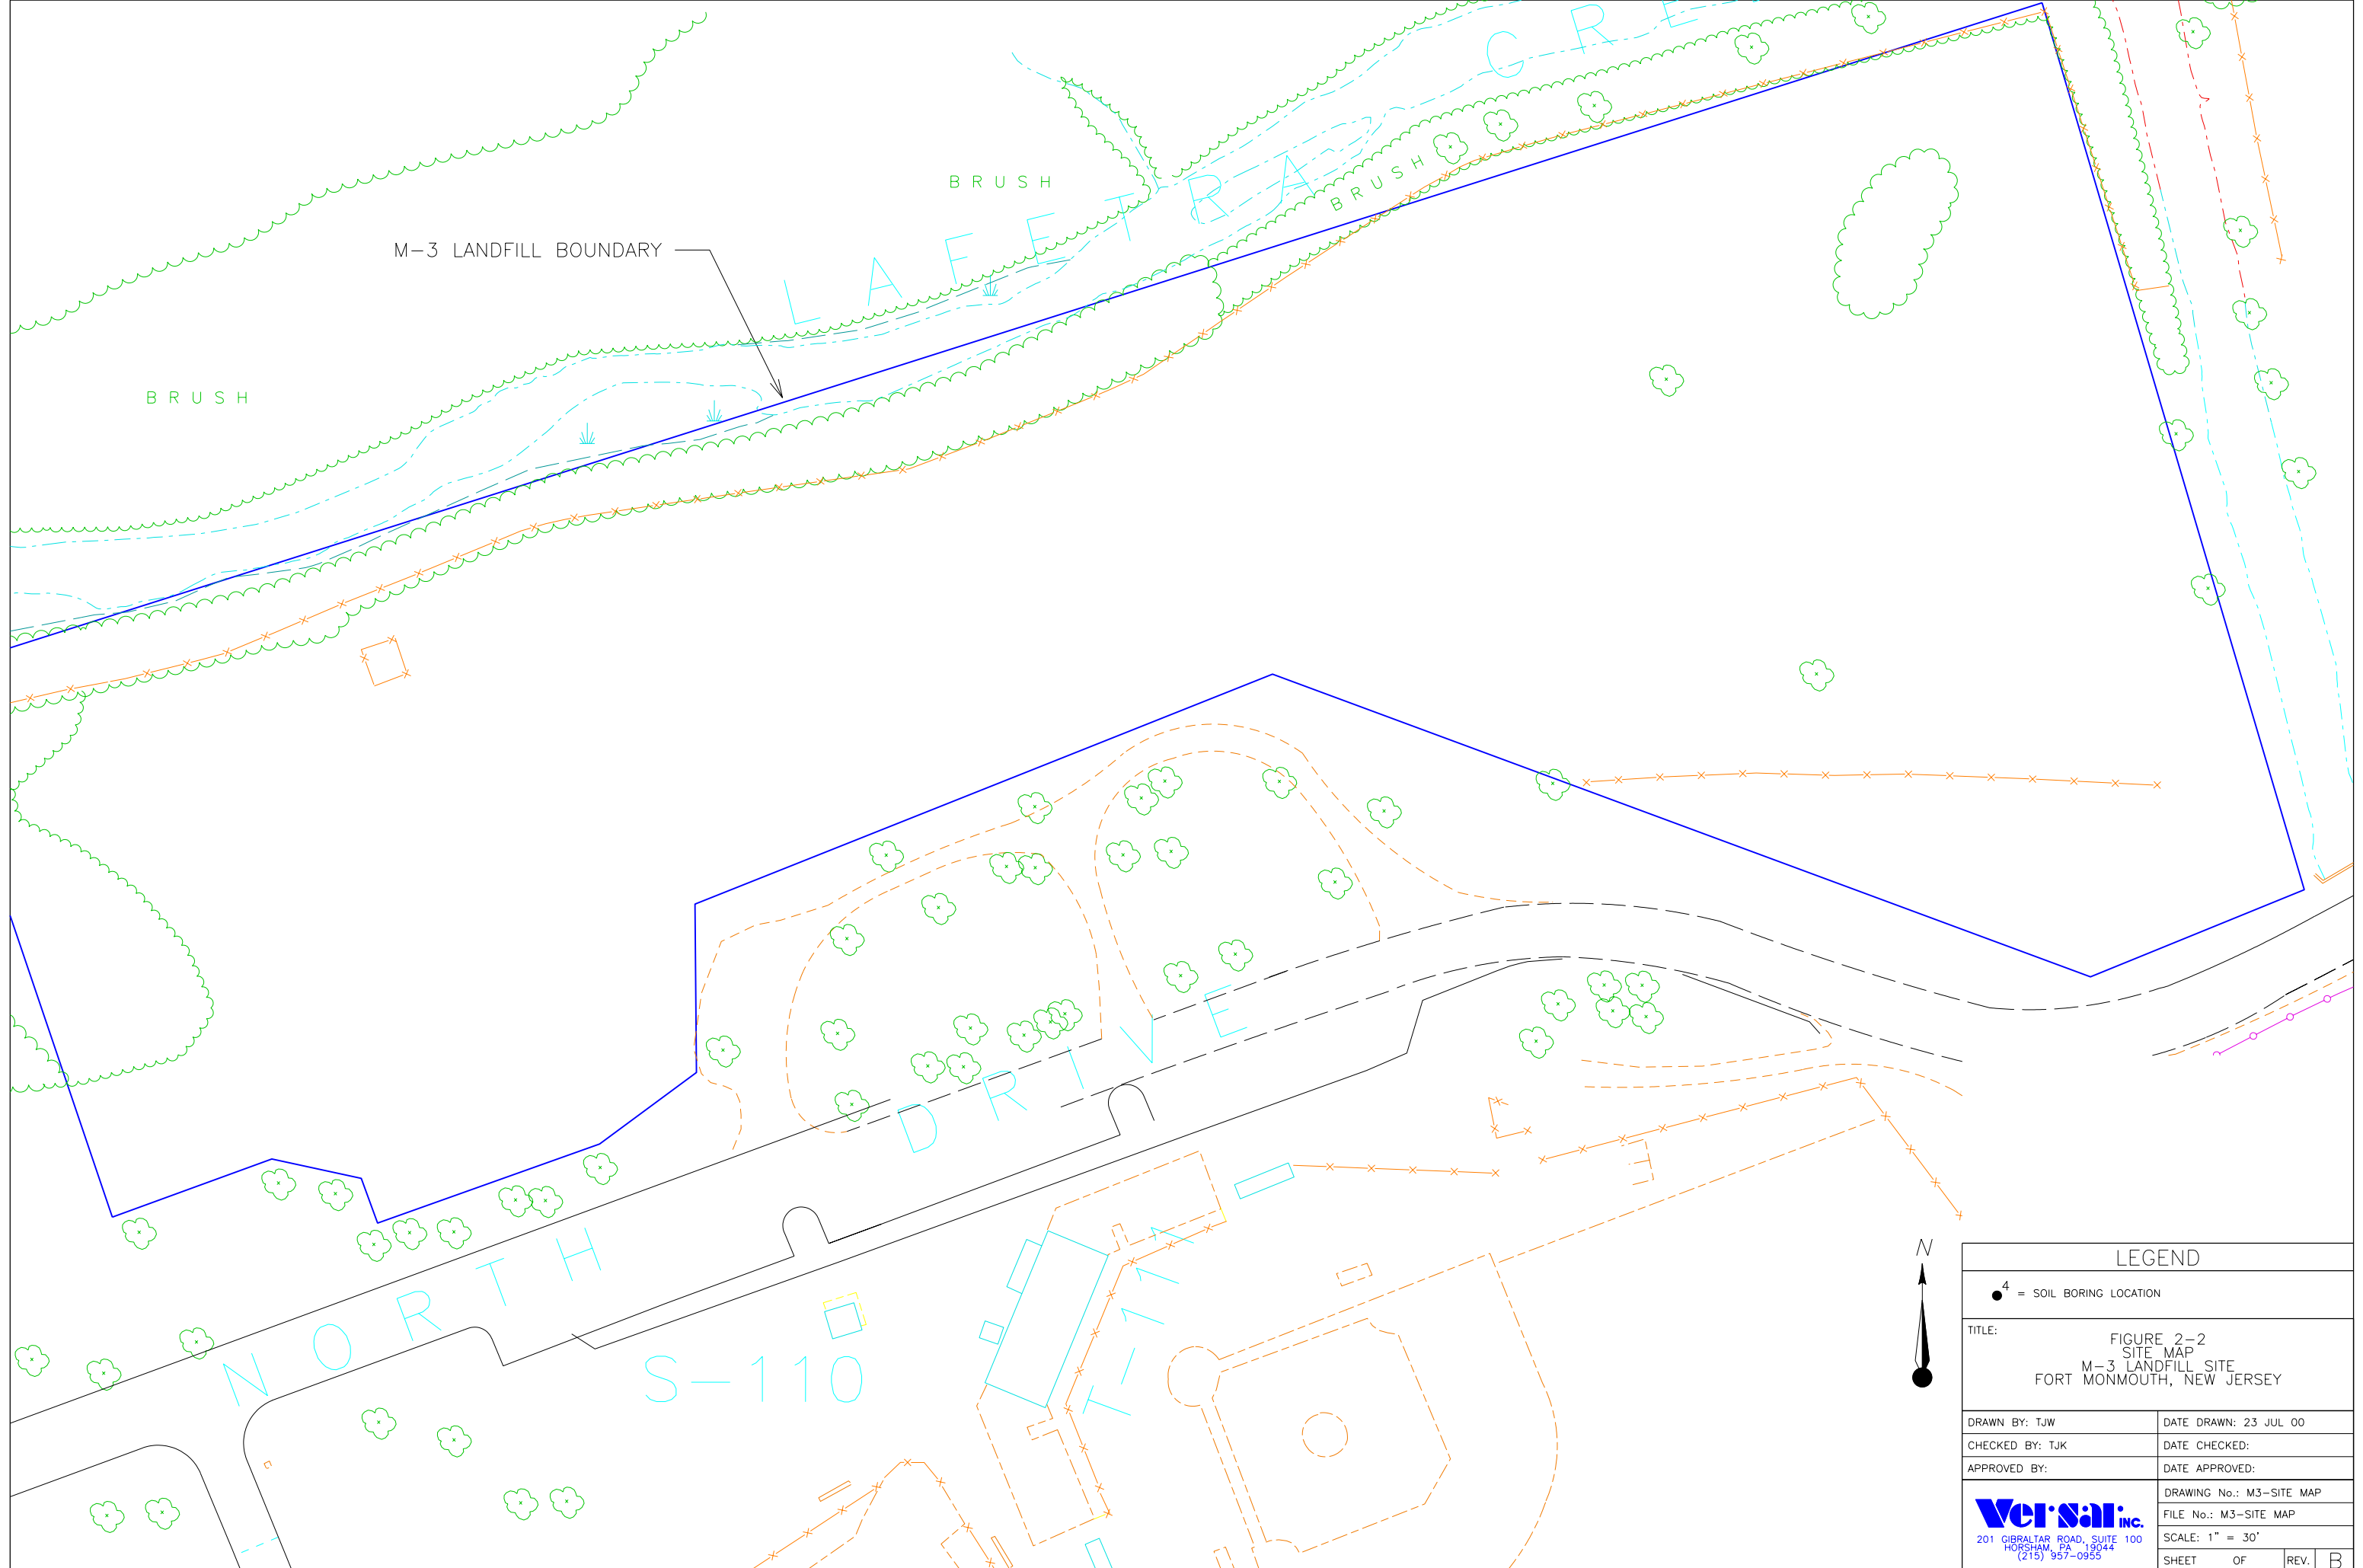 LAFETRA CRE
BRUSH
BRUSH
M-3 LANDFILL BOUNDARY
BRUSH
NORTH DRIVE
S-110
N
LEGEND
4 = SOIL BORING LOCATION
TITLE:
FIGURE 2-2
SITE MAP
M-3 LANDFILL SITE
FORT MONMOUTH, NEW JERSEY
DRAWN BY: TJW
DATE DRAWN: 23 JUL 00
CHECKED BY: TJK
DATE CHECKED:
APPROVED BY:
DATE APPROVED:
Versar INC.
201 GIBRALTAR ROAD, SUITE 100
HORSHAM, PA 19044
(215) 957-0955
DRAWING No.: M3-SITE MAP
FILE No.: M3-SITE MAP
SCALE: 1" = 30'
SHEET OF
REV. B